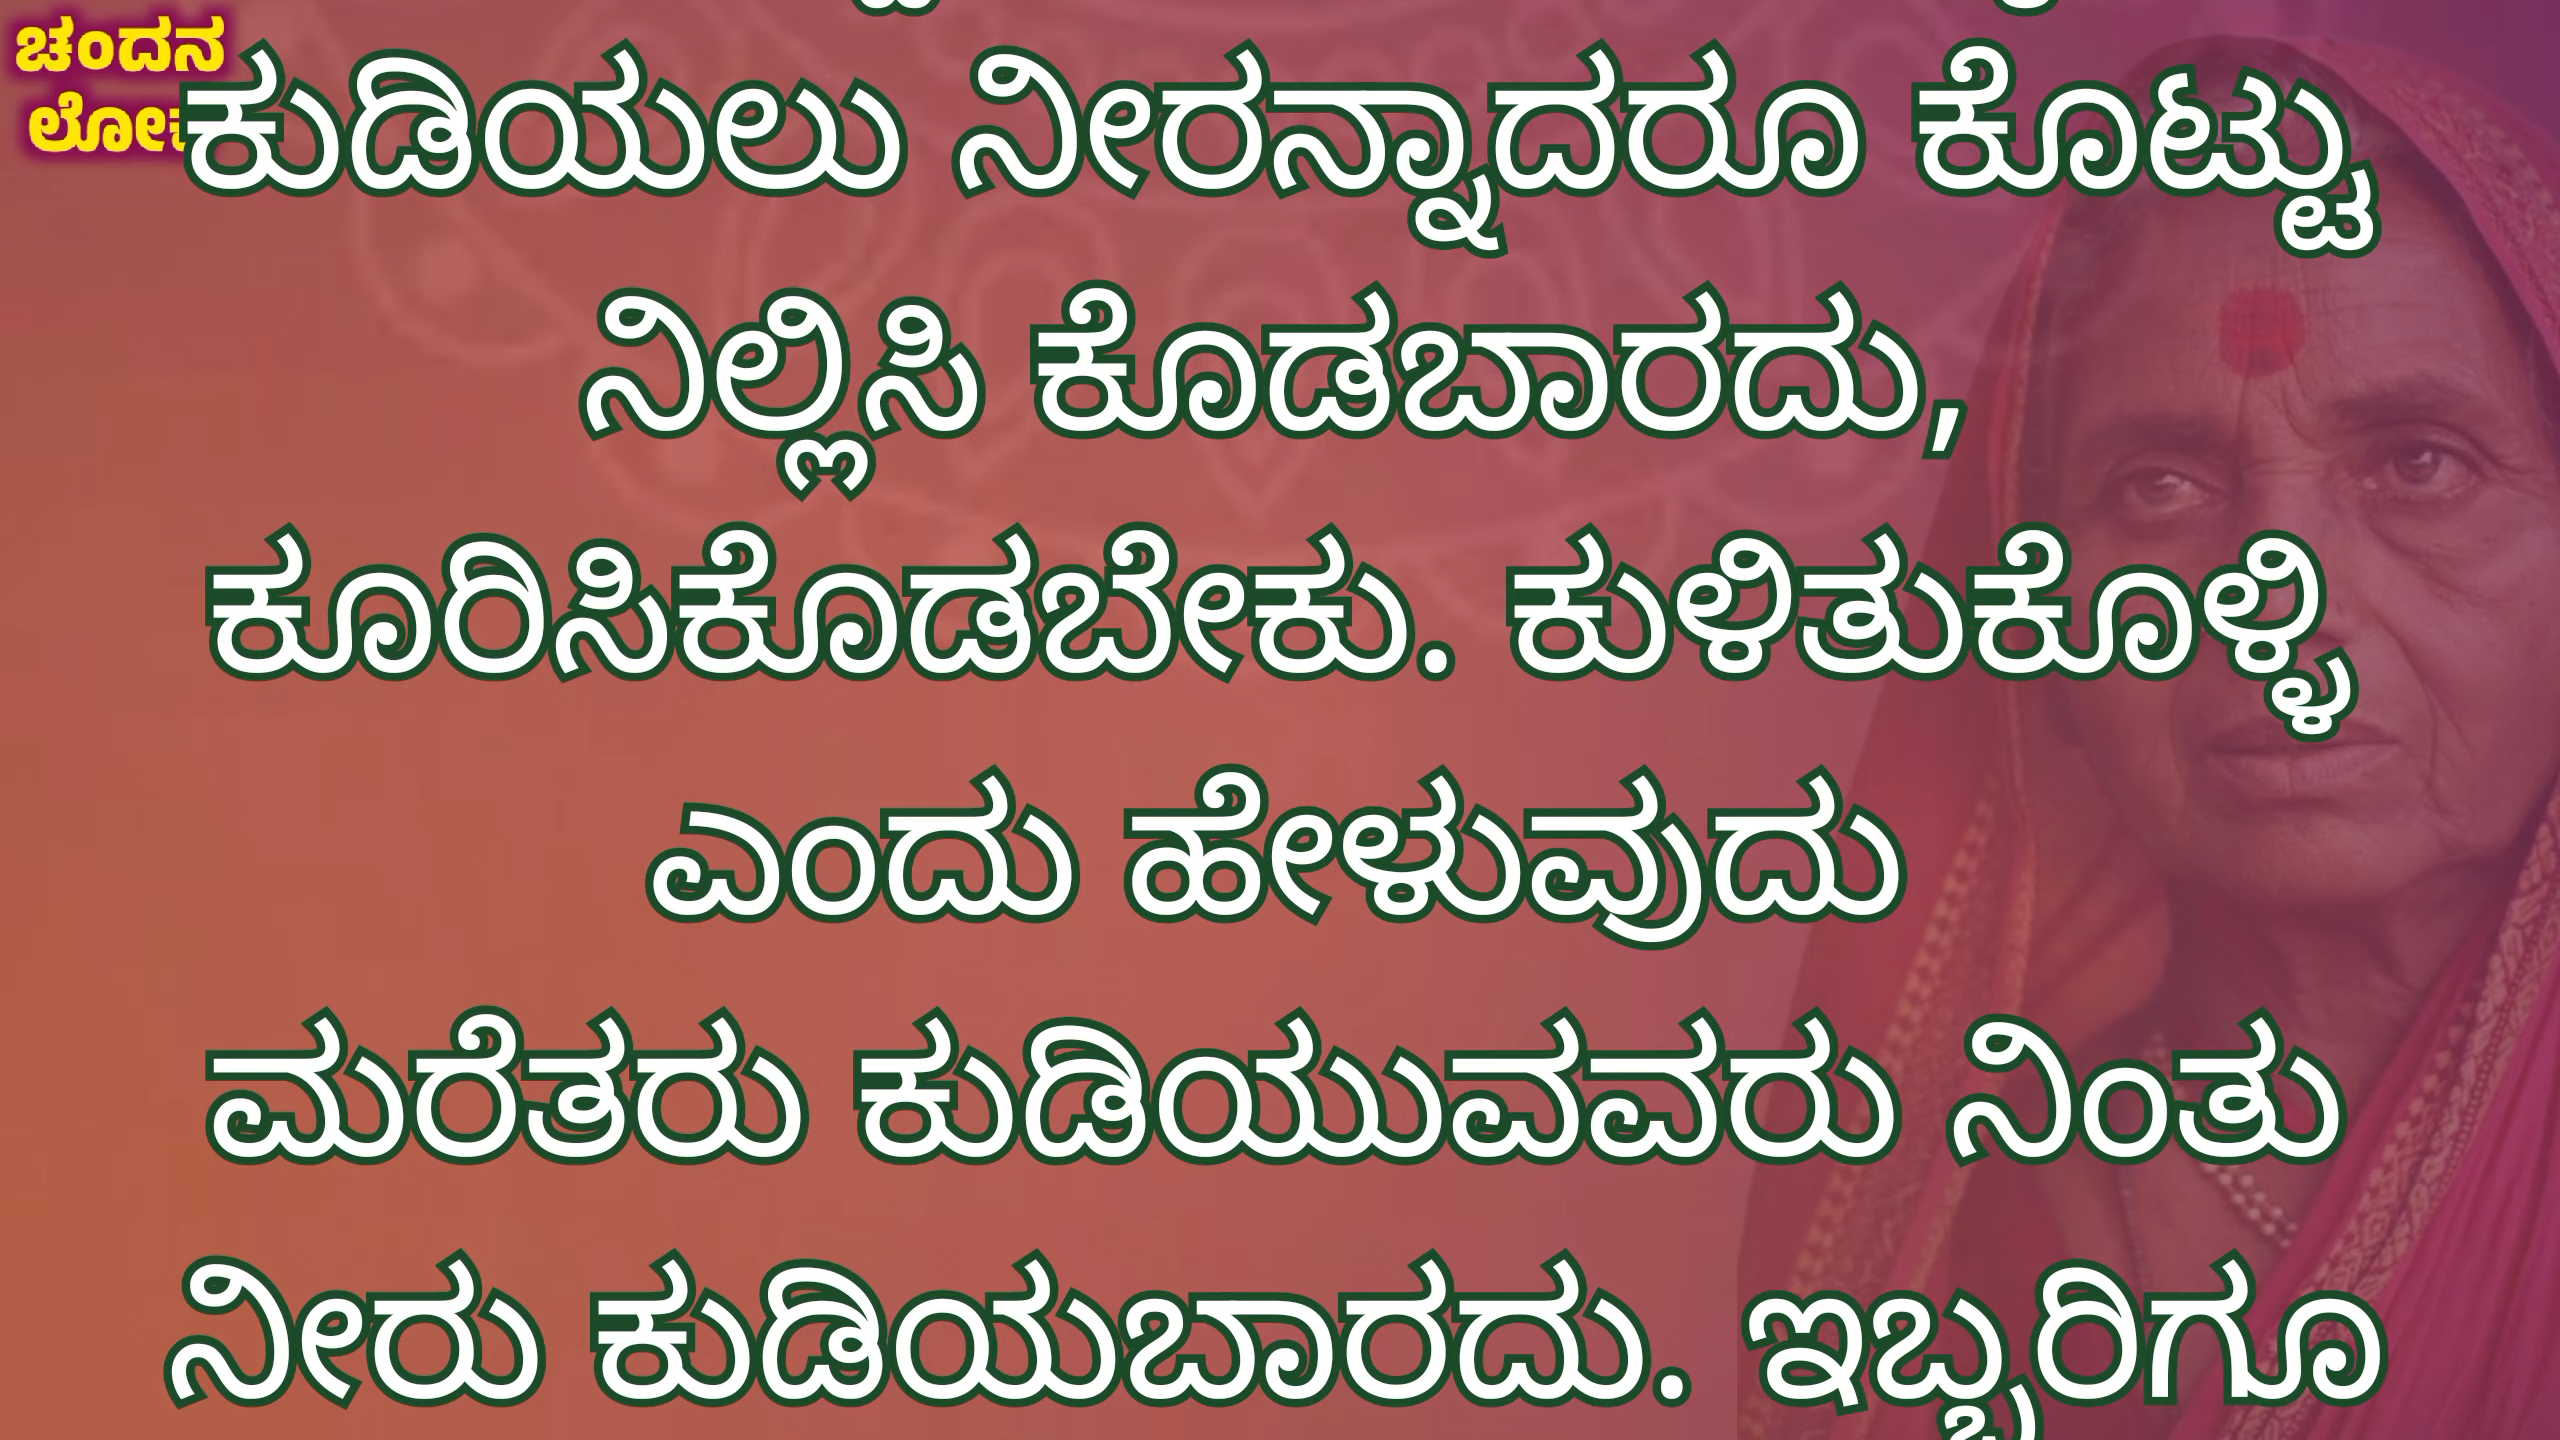 ಚಂದನ
ಕುಡಿಯಲು ನೀರನ್ನಾದರೂ ಕೊಟ್ಟು
ನಿಲ್ಲಿಸಿ ಕೊಡಬಾರದು,
ಕೂರಿಸಿಕೊಡಬೇಕು. ಕುಳಿತುಕೊಳ್ಳಿ
ಎಂದು ಹೇಳುವುದು
ಮರೆತರು ಕುಡಿಯುವವರು ನಿಂತು
ನೀರು ಕುಡಿಯಬಾರದು. ಇಬ್ಬರಿಗೂ